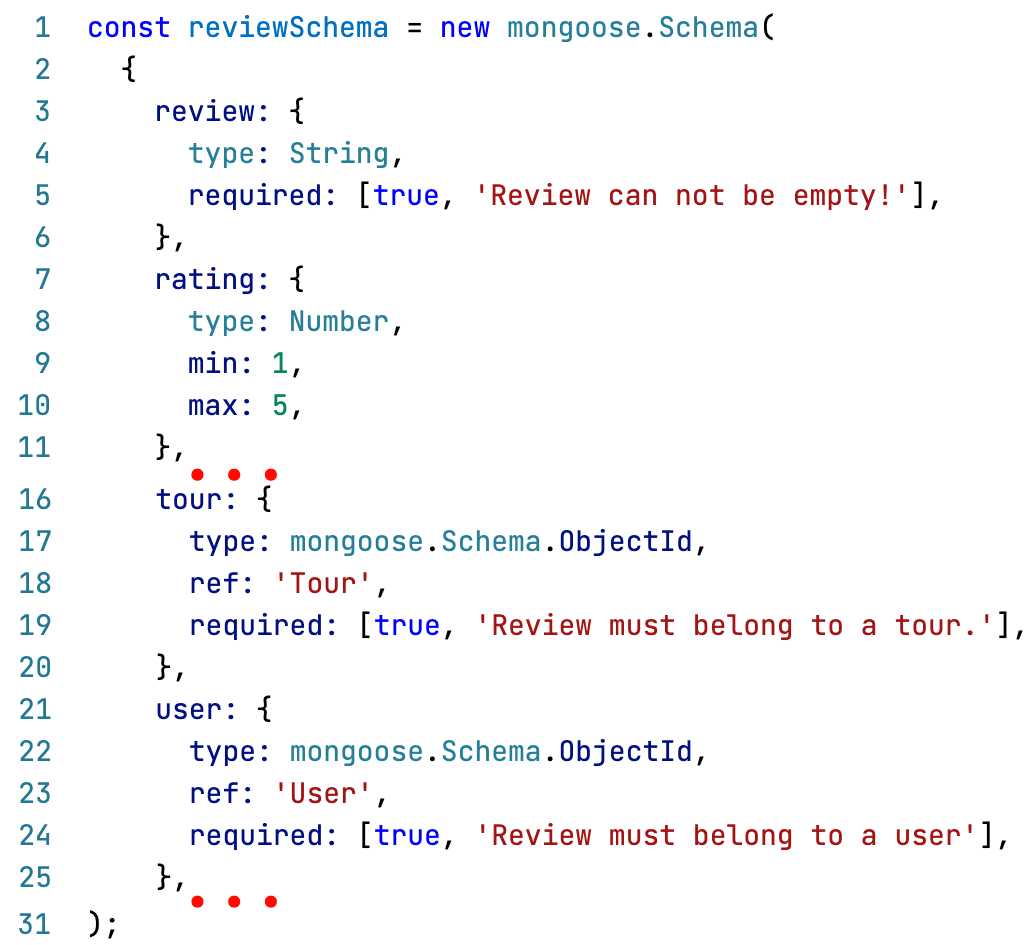 1 const reviewSchema = new mongoose.Schema(
2 {
3 review: {
4 type: String,
5 required: [true, 'Review can not be empty!'],
6 },
7 rating: {
8 type: Number,
9 min: 1,
10 max: 5,
11 },
• • •
16 tour: {
17 type: mongoose.Schema.ObjectId,
18 ref: 'Tour',
19 required: [true, 'Review must belong to a tour.'],
20 },
21 user: {
22 type: mongoose.Schema.ObjectId,
23 ref: 'User',
24 required: [true, 'Review must belong to a user'],
25 },
• • •
31 );